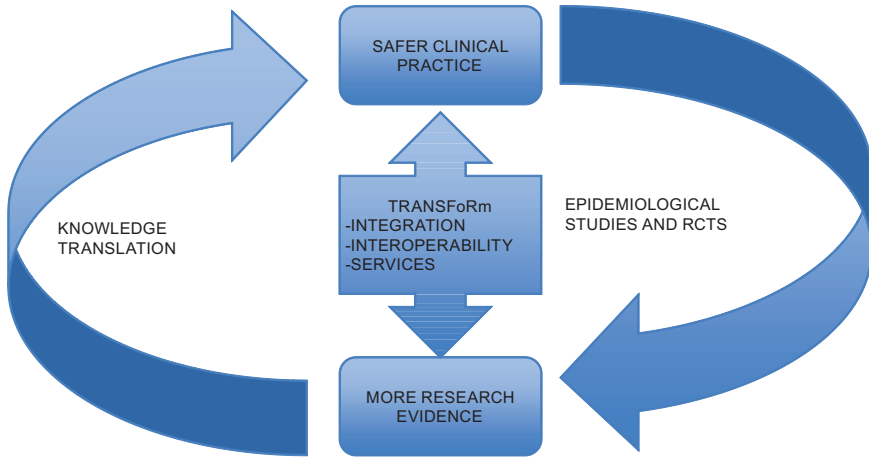 SAFER CLINICAL
PRACTICE
KNOWLEDGE
TRANSLATION
TRANSFoRm
-INTEGRATION
-INTEROPERABILITY
-SERVICES
EPIDEMIOLOGICAL
STUDIES AND RCTS
MORE RESEARCH
EVIDENCE